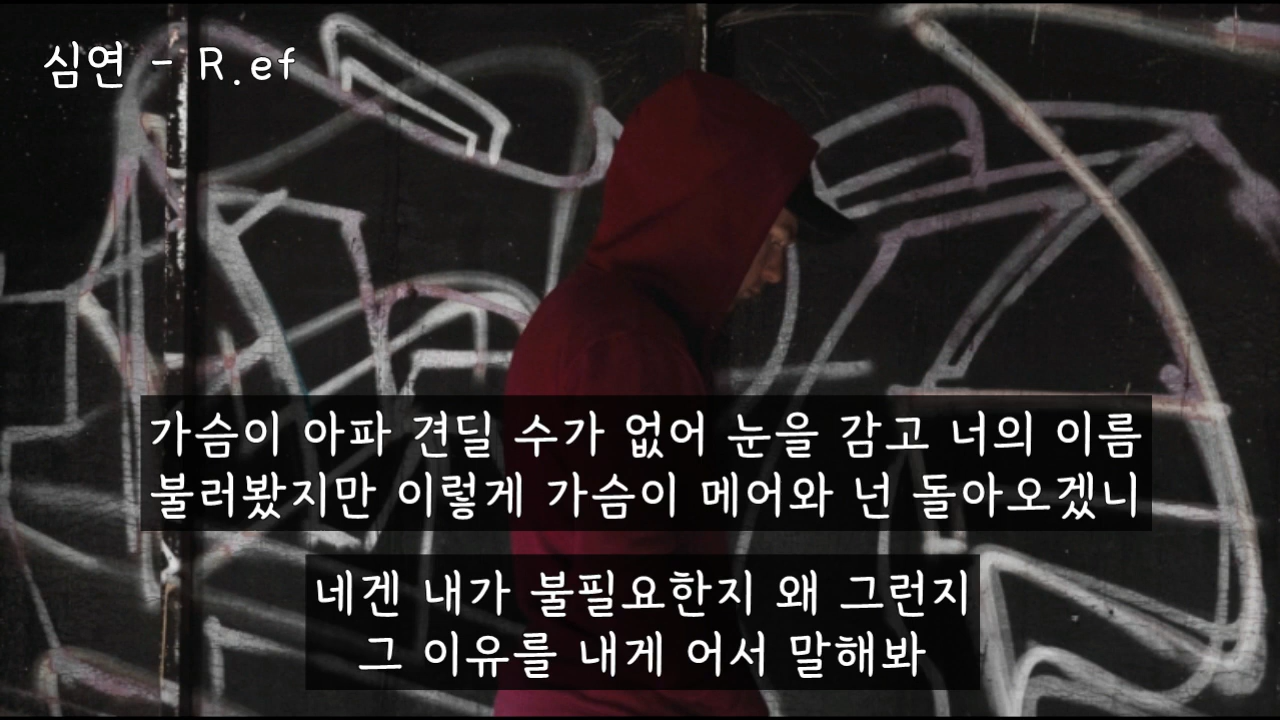 심연 - R.ef
가슴이 아파 견딜 수가 없어 눈을 감고 너의 이름
불러봤지만 이렇게 가슴이 메어와 넌 돌아오겠니
네겐 내가 불필요한지 왜 그런지
그 이유를 내게 어서 말해봐